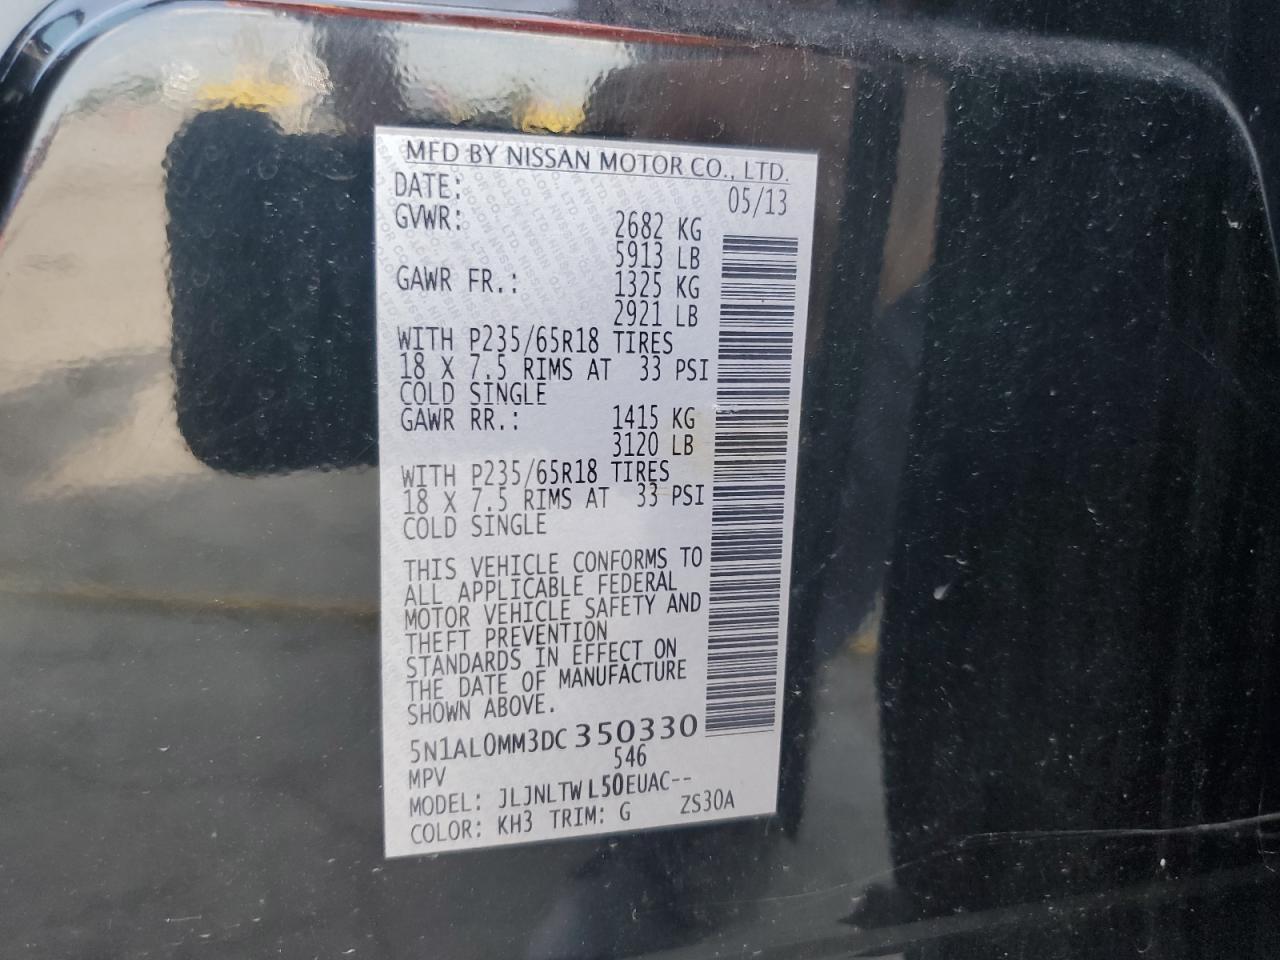 MFD BY NISSAN MOTOR CO., LTD.
DATE: 05/13
GVWR: 2682 KG
5913 LB
GAWR FR.: 1325 KG
2921 LB
WITH P235/65R18 TIRES
18 X 7.5 RIMS AT 33 PSI
COLD SINGLE
GAWR RR.: 1415 KG
3120 LB
WITH P235/65R18 TIRES
18 X 7.5 RIMS AT 33 PSI
COLD SINGLE
THIS VEHICLE CONFORMS TO
ALL APPLICABLE FEDERAL
MOTOR VEHICLE SAFETY AND
THEFT PREVENTION
STANDARDS IN EFFECT ON
THE DATE OF MANUFACTURE
SHOWN ABOVE.
5N1AL0MM3DC350330
MPV 546
MODEL: JLJNLTWL50EUAC--
COLOR: KH3 TRIM: G ZS30A